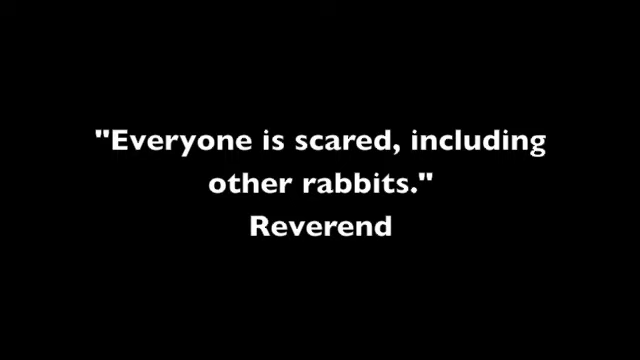 "Everyone is scared, including
other rabbits."
Reverend